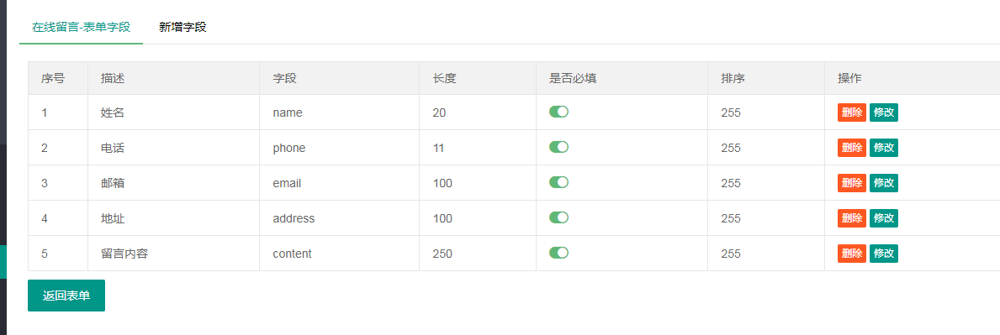 在线留言-表单字段 新增字段
序号 描述 字段 长度 是否必填 排序 操作
1 姓名 name 20 255 删除 修改
2 电话 phone 11 255 删除 修改
3 邮箱 email 100 255 删除 修改
4 地址 address 100 255 删除 修改
5 留言内容 content 250 255 删除 修改
返回表单